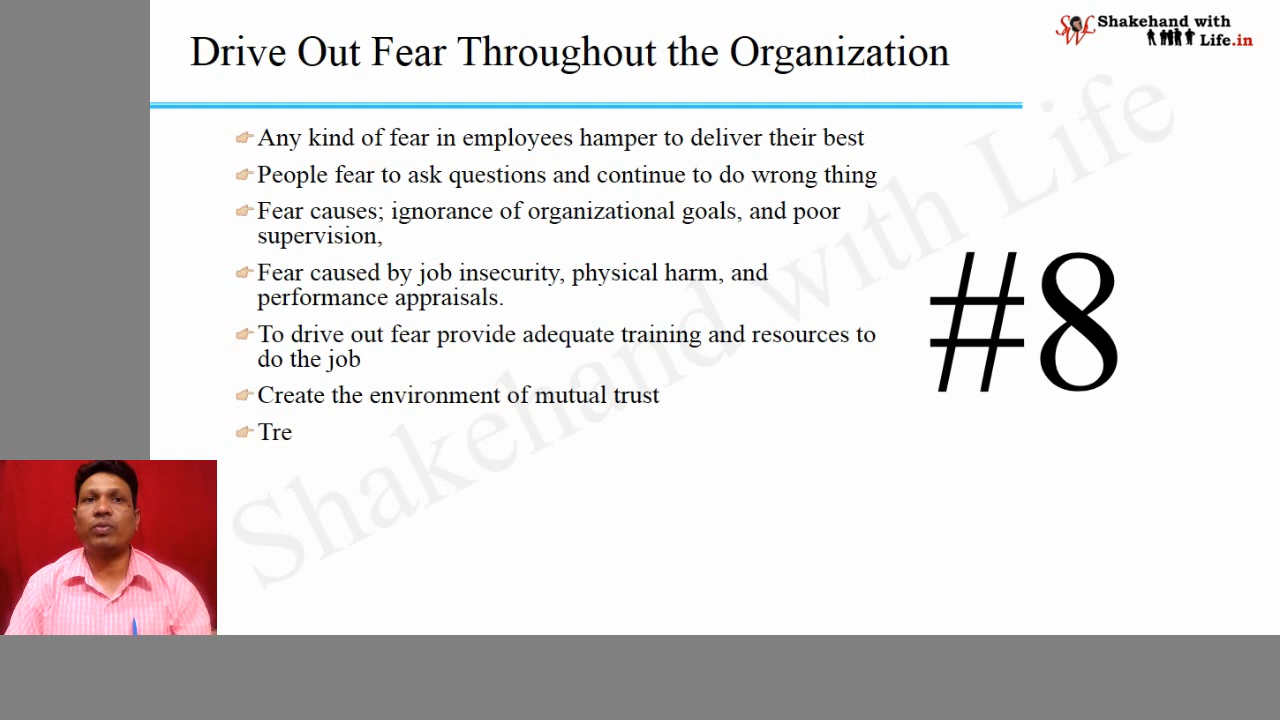 Drive Out Fear Throughout the Organization
SWL
Shakehand with
Life.in
Any kind of fear in employees hamper to deliver their best
People fear to ask questions and continue to do wrong thing
Fear causes; ignorance of organizational goals, and poor
supervision,
Fear caused by job insecurity, physical harm, and
performance appraisals.
To drive out fear provide adequate training and resources to
do the job
Create the environment of mutual trust
Tre
#8
Shakehand with Life